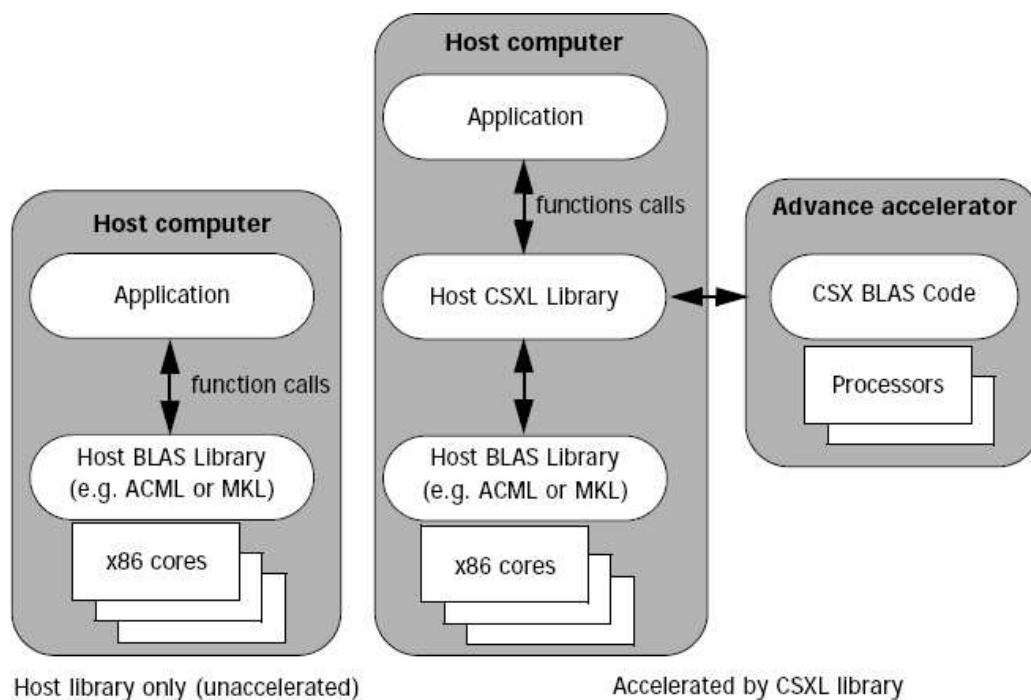 Host computer
Application
function calls
Host BLAS Library
(e.g. ACML or MKL)
x86 cores
Host library only (unaccelerated)
Host computer
Application
functions calls
Host CSXL Library
Host BLAS Library
(e.g. ACML or MKL)
x86 cores
Advance accelerator
CSX BLAS Code
Processors
Accelerated by CSXL library